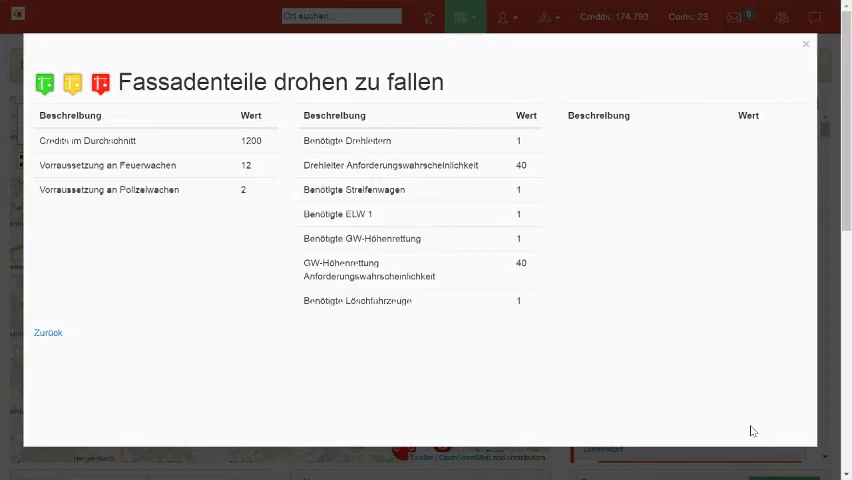 Ort suchen...
Credits: 174.793
Coins: 23
8
×
Fassadenteile drohen zu fallen
Beschreibung Wert
Credits im Durchschnitt 1200
Vorraussetzung an Feuerwachen 12
Vorraussetzung an Polizeiwachen 2
Beschreibung Wert
Benötigte Drehleitern 1
Drehleiter Anforderungswahrscheinlichkeit 40
Benötigte Streifenwagen 1
Benötigte ELW 1 1
Benötigte GW-Höhenrettung 1
GW-Höhenrettung 40
Anforderungswahrscheinlichkeit
Benötigte Löschfahrzeuge 1
Beschreibung Wert
Zurück
Leaflet | OpenStreetMap and contributors.